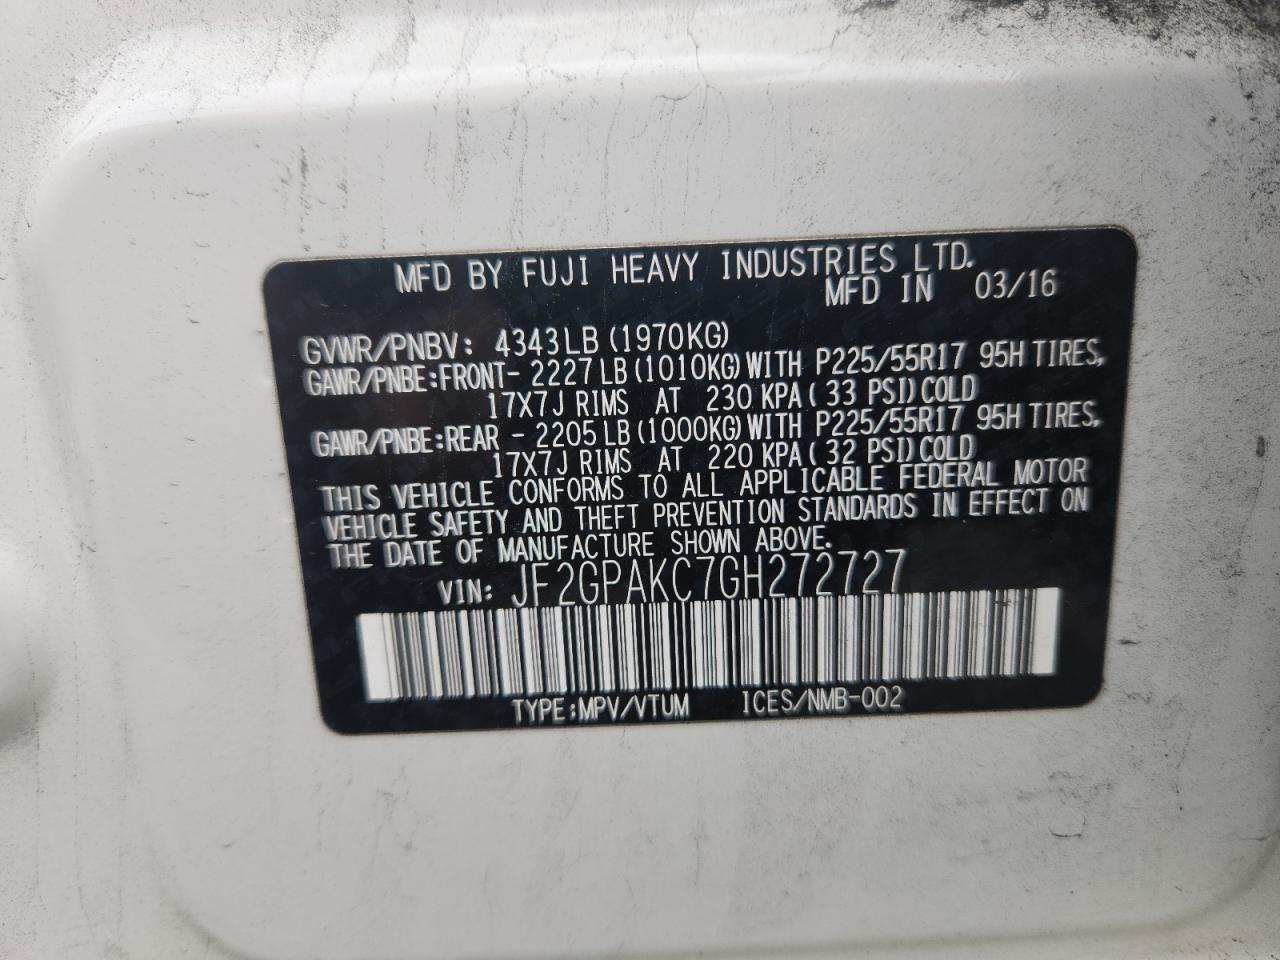 MFD BY FUJI HEAVY INDUSTRIES LTD.
MFD IN 03/16
GVWR/PNBV: 4343LB (1970KG)
GAWR/PNBE:FRONT- 2227LB (1010KG) WITH P225/55R17 95H TIRES,
17X7J RIMS AT 230 KPA ( 33 PSI) COLD
GAWR/PNBE:REAR - 2205LB (1000KG) WITH P225/55R17 95H TIRES,
17X7J RIMS AT 220 KPA ( 32 PSI) COLD
THIS VEHICLE CONFORMS TO ALL APPLICABLE FEDERAL MOTOR
VEHICLE SAFETY AND THEFT PREVENTION STANDARDS IN EFFECT ON
THE DATE OF MANUFACTURE SHOWN ABOVE.
VIN: JF2GPAKC7GH272727
TYPE:MPV/VTUM ICES/NMB-002